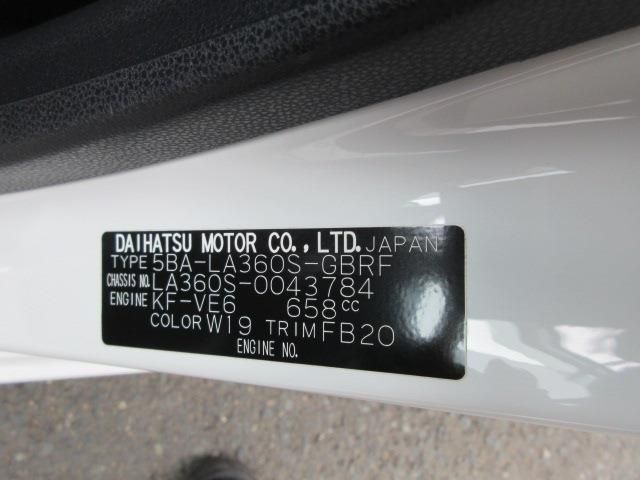 DAIHATSU MOTOR CO., LTD. JAPAN
TYPE 5BA-LA360S-GBRF
CHASSIS NO. LA360S-0043784
ENGINE KF-VE6 658cc
COLOR W19 TRIM FB20
ENGINE NO.